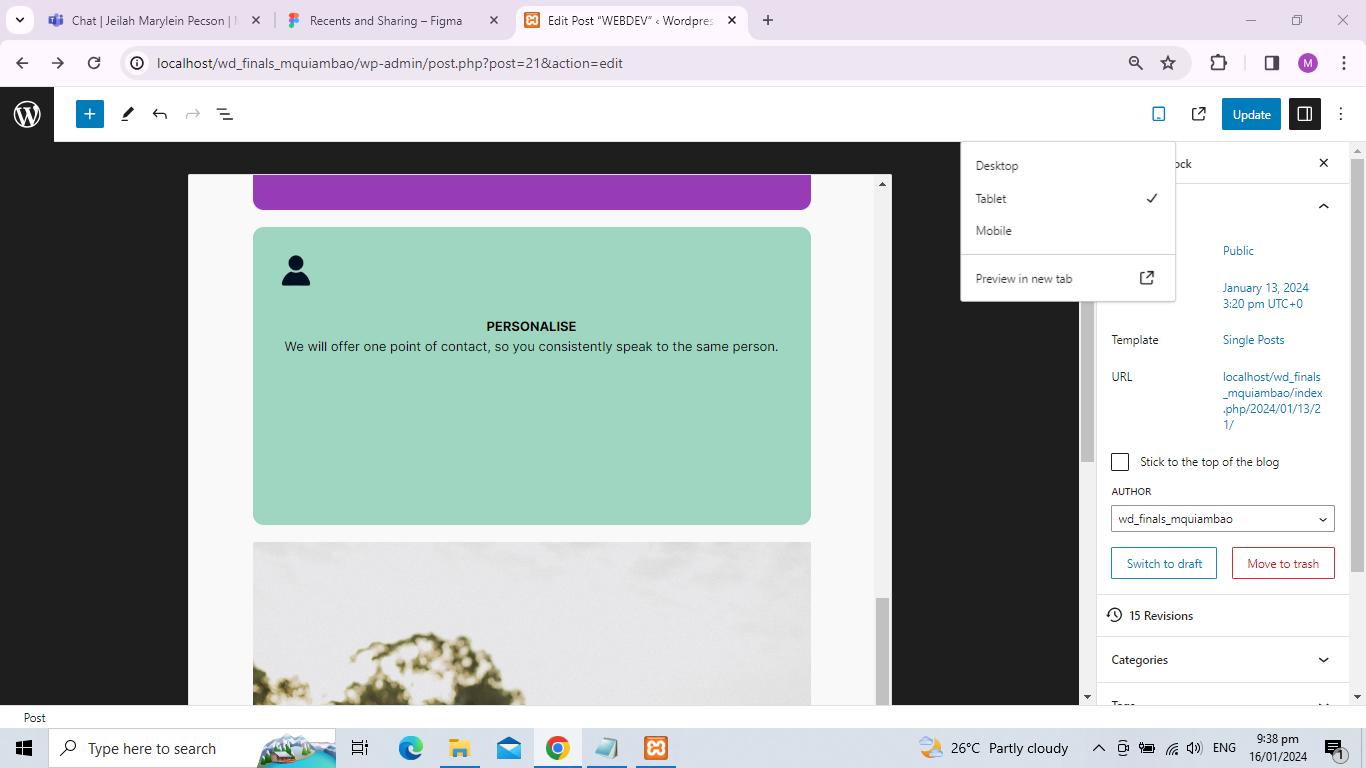 Chat | Jeilah Marylein Pecson |
Recents and Sharing – Figma
Edit Post “WEBDEV” ‹ Wordpres
localhost/wd_finals_mquiambao/wp-admin/post.php?post=21&action=edit
M
Update
Desktop
Tablet
Mobile
Preview in new tab
Public
January 13, 2024
3:20 pm UTC+0
Template
Single Posts
URL
localhost/wd_finals
_mquiambao/index
.php/2024/01/13/2
1/
Stick to the top of the blog
AUTHOR
wd_finals_mquiambao
Switch to draft
Move to trash
15 Revisions
Categories
PERSONALISE
We will offer one point of contact, so you consistently speak to the same person.
Post
Type here to search
26°C Partly cloudy
ENG
9:38 pm
16/01/2024
1